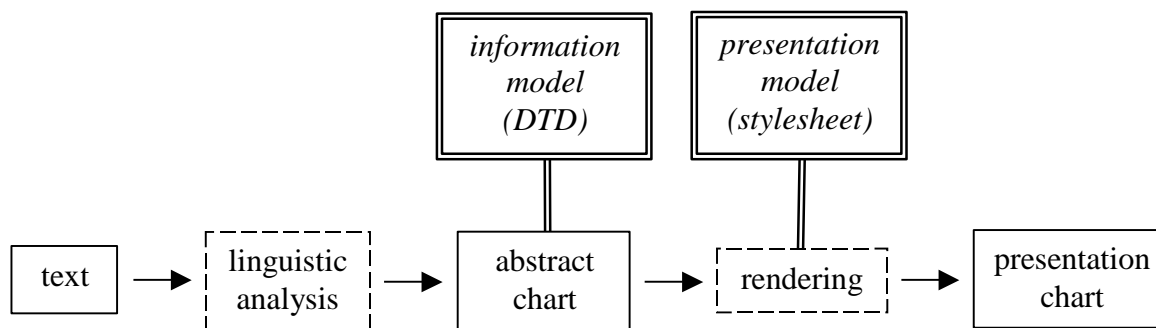 information
model
(DTD)
presentation
model
(stylesheet)
text
linguistic
analysis
abstract
chart
rendering
presentation
chart